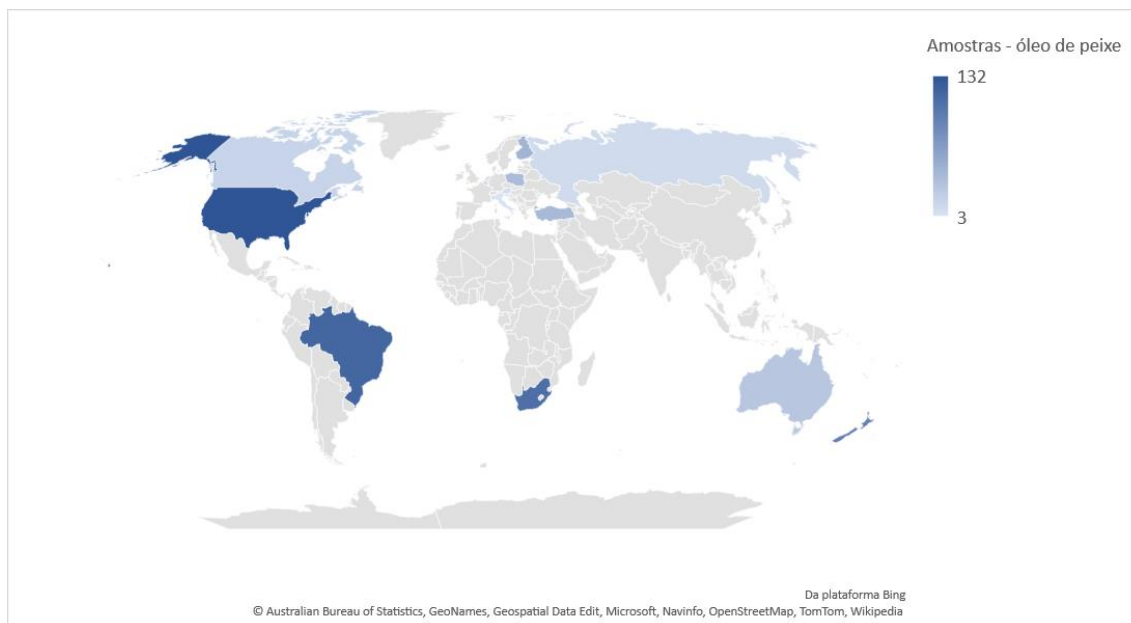 Amostras - óleo de peixe
132
3
Da plataforma Bing
© Australian Bureau of Statistics, GeoNames, Geospatial Data Edit, Microsoft, Navinfo, OpenStreetMap, TomTom, Wikipedia